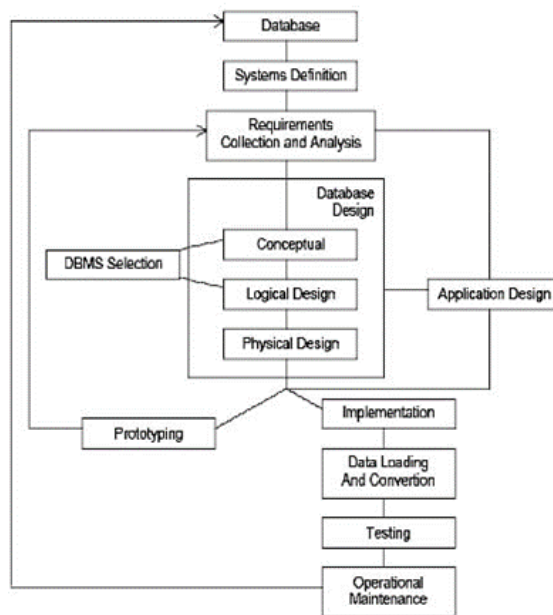 Database
Systems Definition
Requirements
Collection and Analysis
Database
Design
Conceptual
DBMS Selection
Logical Design
Application Design
Physical Design
Implementation
Prototyping
Data Loading
And Convertion
Testing
Operational
Maintenance